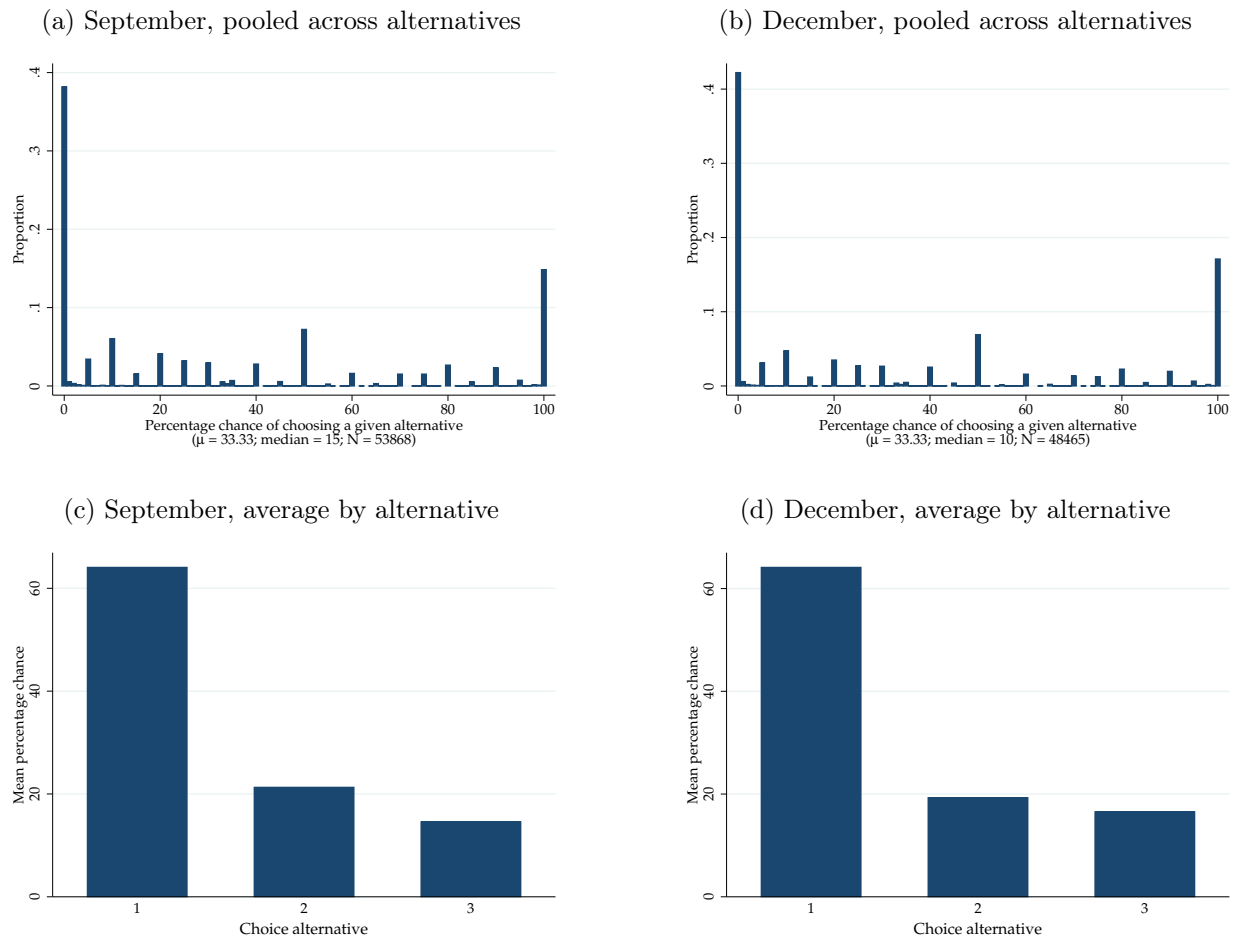 (a) September, pooled across alternatives
.4
.3
.2
.1
0
Proportion
0 20 40 60 80 100
Percentage chance of choosing a given alternative
(μ = 33.33; median = 15; N = 53868)
(b) December, pooled across alternatives
.4
.3
.2
.1
0
Proportion
0 20 40 60 80 100
Percentage chance of choosing a given alternative
(μ = 33.33; median = 10; N = 48465)
(c) September, average by alternative
60
40
20
0
Mean percentage chance
1 2 3
Choice alternative
(d) December, average by alternative
60
40
20
0
Mean percentage chance
1 2 3
Choice alternative